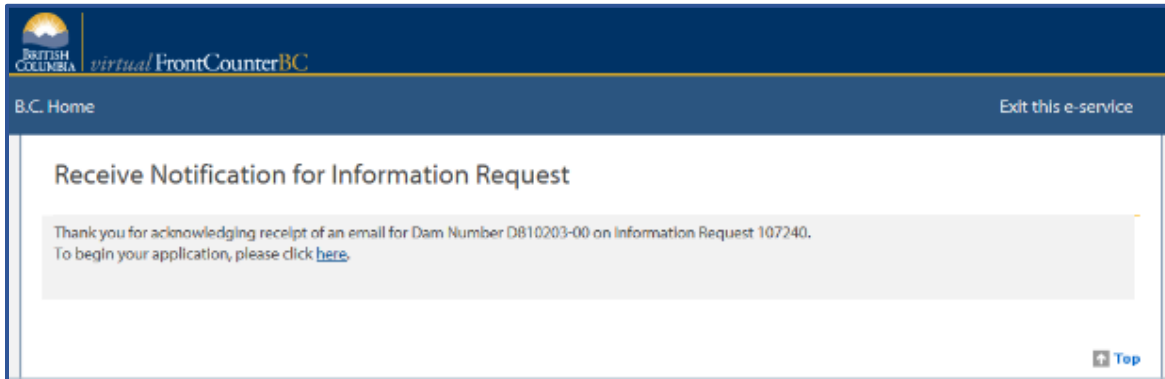 BRITISH
COLUMBIA
virtual FrontCounterBC
B.C. Home
Exit this e-service
Receive Notification for Information Request
Thank you for acknowledging receipt of an email for Dam Number D810203-00 on Information Request 107240.
To begin your application, please click here.
Top